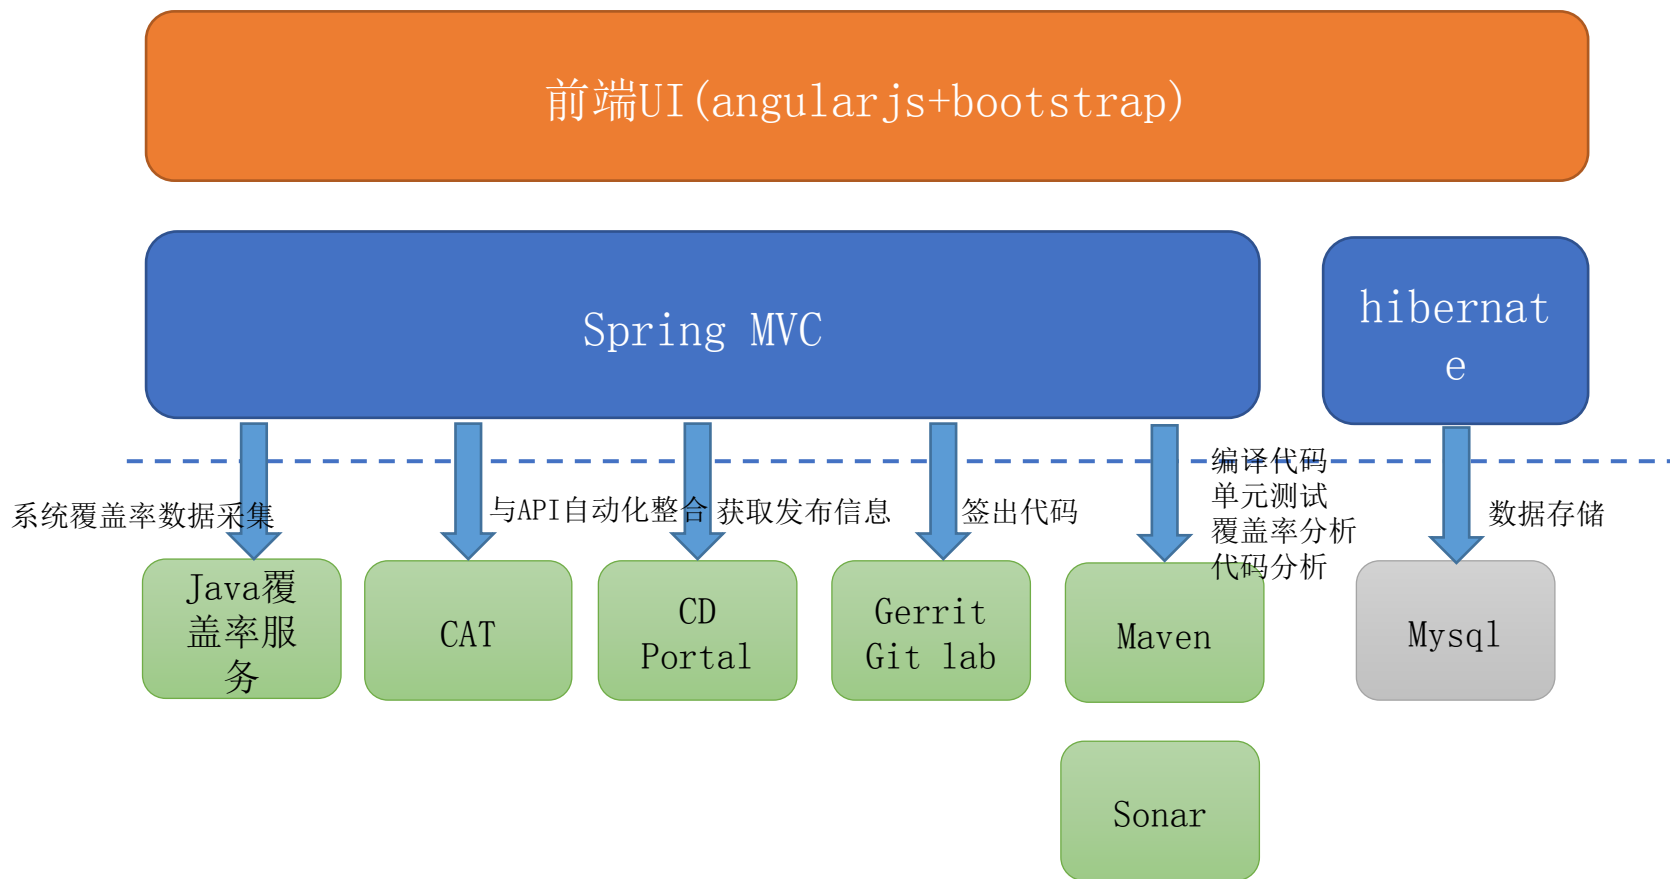 前端UI(angularjs+bootstrap)
Spring MVC
hibernat
e
系统覆盖率数据采集
与API自动化整合
获取发布信息
签出代码
编译代码
单元测试
覆盖率分析
代码分析
数据存储
Java覆
盖率服
务
CAT
CD
Portal
Gerrit
Git lab
Maven
Mysql
Sonar